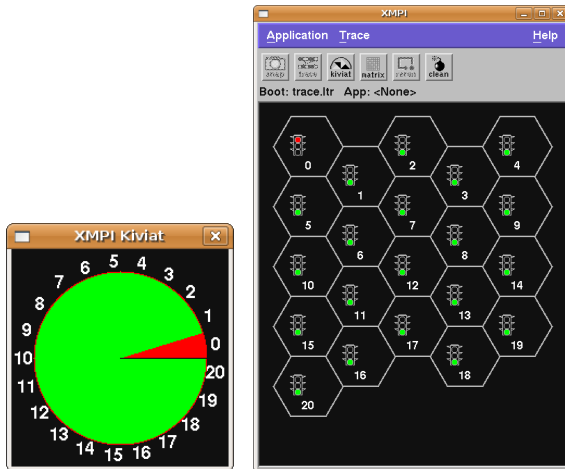 XMPI
Application Trace Help
snap trace kiviat matrix rerun clean
Boot: trace.ltr App: <None>
0 2 4
1 3
5 7 9
6 8
10 12 14
11 13
15 17 19
16 18
20
XMPI Kiviat
5 4
6 3
7 2
8 1
9 0
10 20
11 19
12 18
13 17
14 15 16